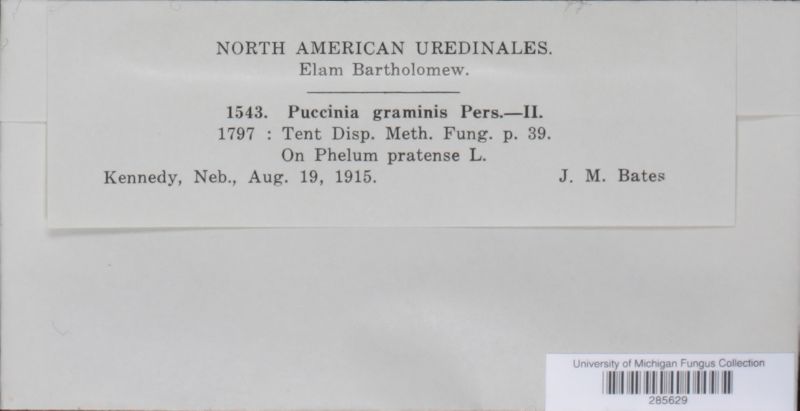 NORTH AMERICAN UREDINALES.
Elam Bartholomew.
1543. Puccinia graminis Pers.—II.
1797 : Tent Disp. Meth. Fung. p. 39.
On Phelum pratense L.
Kennedy, Neb., Aug. 19, 1915. J. M. Bates
University of Michigan Fungus Collection
285629